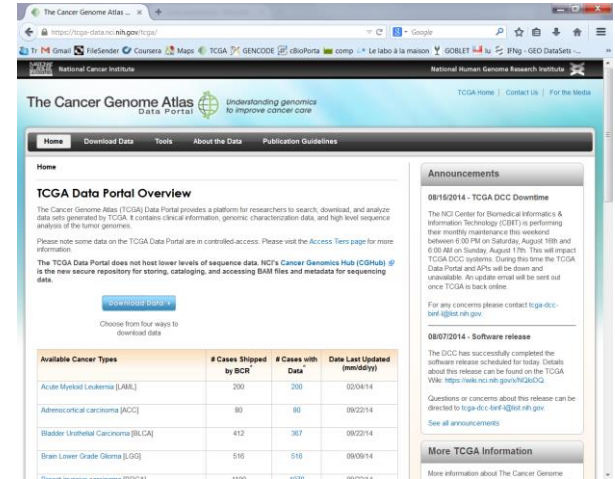 The Cancer Genome Atlas ...
https://tcga-data.nci.nih.gov/tcga/
Google
Tr Gmail FileSender Coursera Maps TCGA GENCODE cBioPorta comp Le labo à la maison GOBLET lu IFNg - GEO DataSets -...
National Cancer Institute
National Human Genome Research Institute
TCGA Home | Contact Us | For the Media
The Cancer Genome Atlas
Data Portal
Understanding genomics
to improve cancer care
Home Download Data Tools About the Data Publication Guidelines
Home
TCGA Data Portal Overview
The Cancer Genome Atlas (TCGA) Data Portal provides a platform for researchers to search, download, and analyze
data sets generated by TCGA. It contains clinical information, genomic characterization data, and high level sequence
analysis of the tumor genomes.
Please note some data on the TCGA Data Portal are in controlled-access. Please visit the Access Tiers page for more
information.
The TCGA Data Portal does not host lower levels of sequence data. NCI's Cancer Genomics Hub (CGHub)
is the new secure repository for storing, cataloging, and accessing BAM files and metadata for sequencing
data.
Download Data
Choose from four ways to
download data
Available Cancer Types # Cases Shipped by BCR* # Cases with Data* Date Last Updated (mm/dd/yy)
Acute Myeloid Leukemia [LAML] 200 200 02/04/14
Adrenocortical carcinoma [ACC] 80 80 09/22/14
Bladder Urothelial Carcinoma [BLCA] 412 367 09/22/14
Brain Lower Grade Glioma [LGG] 516 516 09/09/14
Announcements
08/15/2014 - TCGA DCC Downtime
The NCI Center for Biomedical Informatics &
Information Technology (CBIIT) is performing
their monthly maintenance this weekend
between 6:00 PM on Saturday, August 16th and
6:00 AM on Sunday, August 17th. This will impact
TCGA DCC systems. During this time the TCGA
Data Portal and APIs will be down and
unavailable. An update email will be sent out
once TCGA is back online.
For any concerns please contact tcga-dcc-
binf-l@list.nih.gov.
08/07/2014 - Software release
The DCC has successfully completed the
software release scheduled for today. Details
about this release can be found on the TCGA
Wiki: https://wiki.nci.nih.gov/x/NQloDQ
Questions or concerns about this release can be
directed to tcga-dcc-binf-l@list.nih.gov.
See all announcements
More TCGA Information
More information about The Cancer Genome